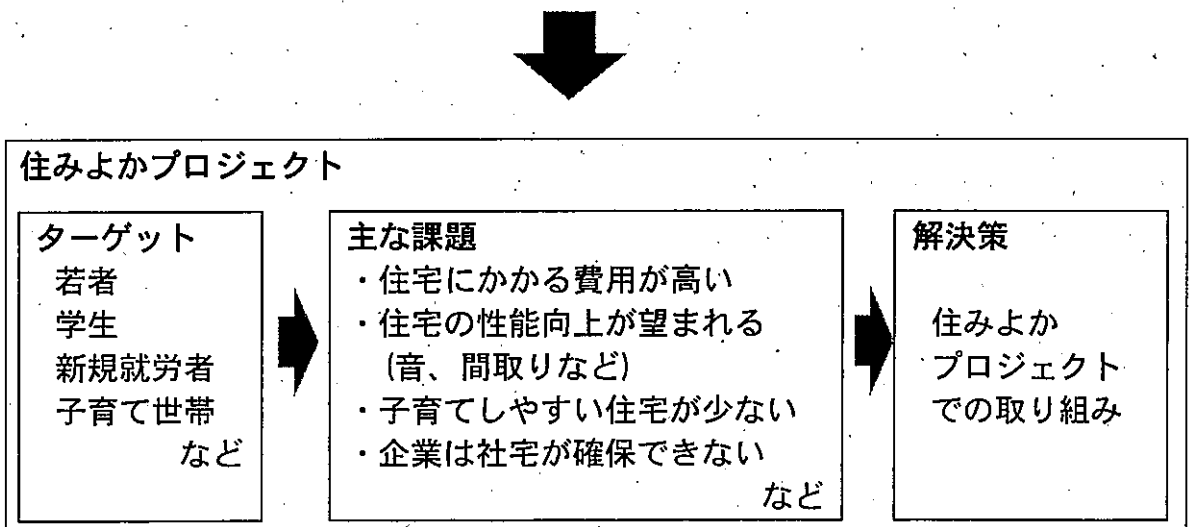 住みよかプロジェクト
ターゲット
若者
学生
新規就労者
子育て世帯
など
主な課題
・住宅にかかる費用が高い
・住宅の性能向上が望まれる
(音、間取りなど)
・子育てしやすい住宅が少ない
・企業は社宅が確保できない
など
解決策
住みよか
プロジェクト
での取り組み